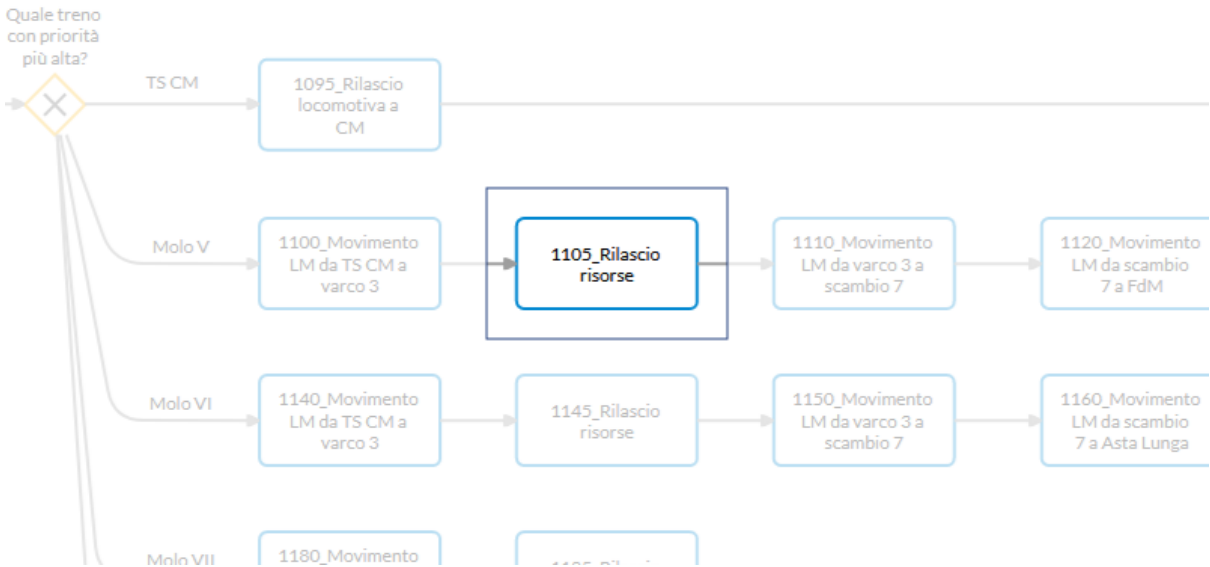 Quale treno
con priorità
più alta?
TS CM
1095_Rilascio
locomotiva a
CM
Molo V
1100_Movimento
LM da TS CM a
varco 3
1105_Rilascio
risorse
1110_Movimento
LM da varco 3 a
scambio 7
1120_Movimento
LM da scambio
7 a FdM
Molo VI
1140_Movimento
LM da TS CM a
varco 3
1145_Rilascio
risorse
1150_Movimento
LM da varco 3 a
scambio 7
1160_Movimento
LM da scambio
7 a Asta Lunga
Molo VII
1180_Movimento